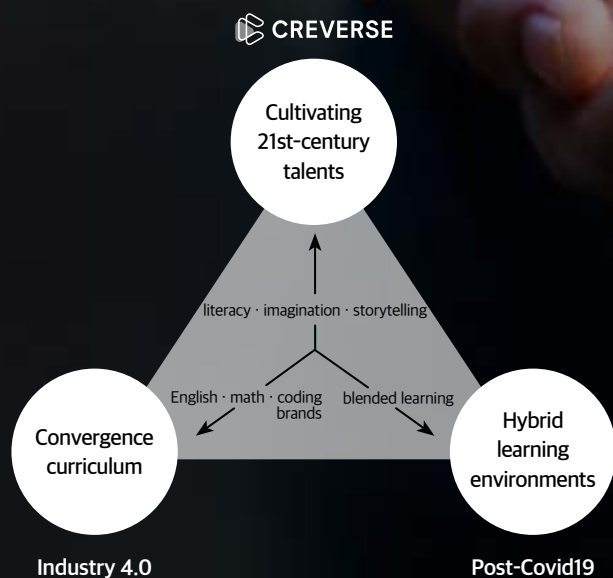 CREVERSE
Cultivating
21st-century
talents
literacy · imagination · storytelling
English · math · coding
brands
blended learning
Convergence
curriculum
Hybrid
learning
environments
Industry 4.0
Post-Covid19